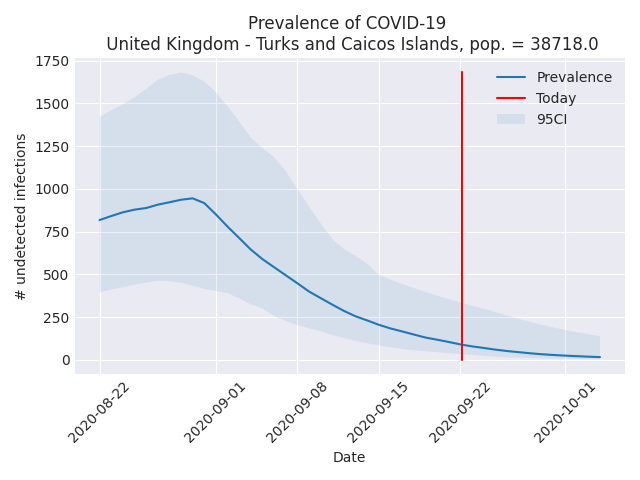 Prevalence of COVID-19
United Kingdom - Turks and Caicos Islands, pop. = 38718.0
Prevalence
Today
95CI
1750
1500
1250
1000
750
500
250
0
# undetected infections
2020-08-22
2020-09-01
2020-09-08
2020-09-15
2020-09-22
2020-10-01
Date